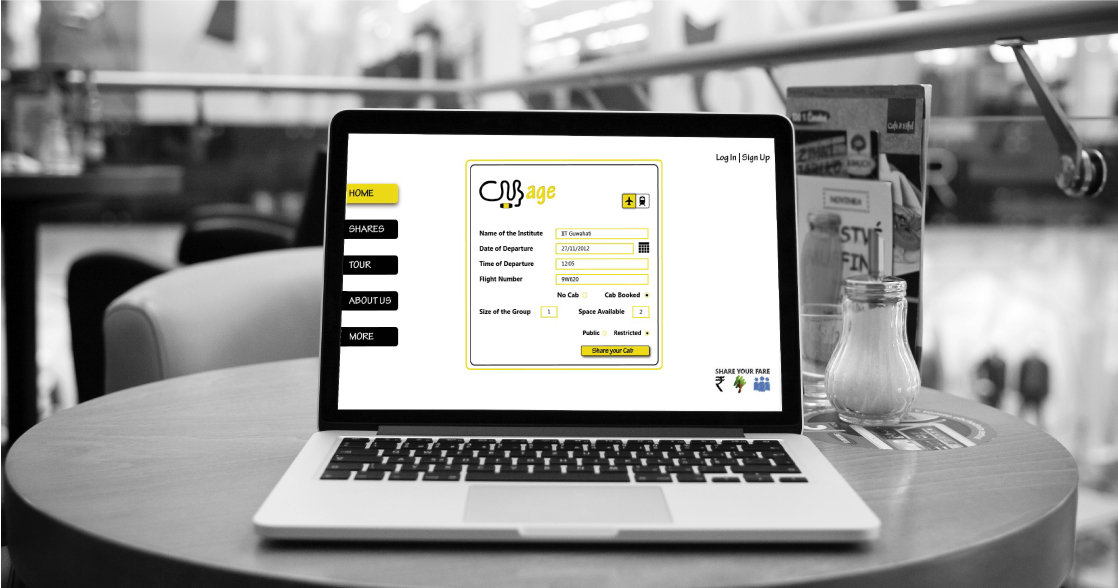 Log In | Sign Up
HOME
SHARES
TOUR
ABOUT US
MORE
CABage
Name of the Institute IIT Guwahati
Date of Departure 27/11/2012
Time of Departure 12:05
Flight Number 9W620
No Cab Cab Booked
Size of the Group 1 Space Available 2
Public Restricted
Share your Cab
SHARE YOUR FARE
₹
NOVINKA